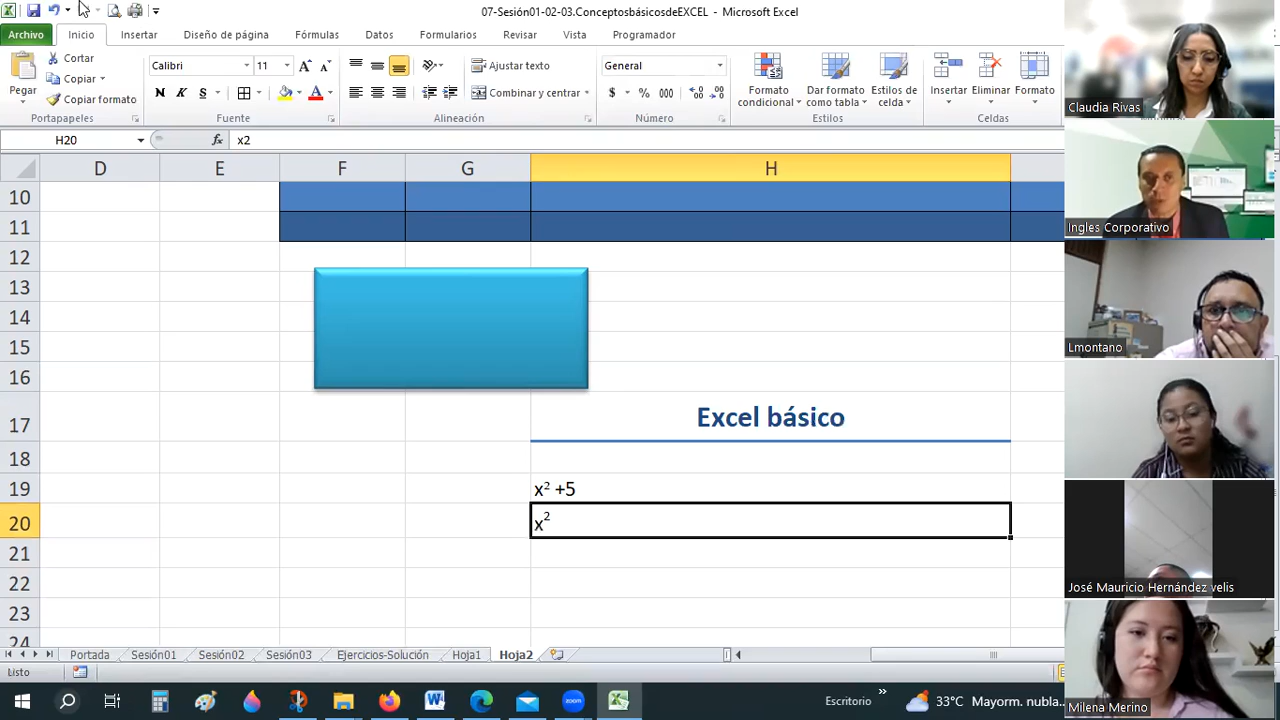 07-Sesión01-02-03.ConceptosbásicosdeEXCEL - Microsoft Excel
Archivo Inicio Insertar Diseño de página Fórmulas Datos Formularios Revisar Vista Programador
Pegar
Cortar
Copiar
Copiar formato
Portapapeles
Calibri 11
N K S
Fuente
Ajustar texto
Combinar y centrar
Alineación
General
$ % 000
Número
Formato condicional
Dar formato como tabla
Estilos de celda
Estilos
Insertar
Eliminar
Formato
Celdas
H20 fx x2
D E F G H
10
11
12
13
14
15
16
17 Excel básico
18
19 x² +5
20 x²
21
22
23
24
Portada Sesión01 Sesión02 Sesión03 Ejercicios-Solución Hoja1 Hoja2
Listo
Escritorio » 33°C Mayorm. nubla...
Claudia Rivas
Ingles Corporativo
Lmontano
José Mauricio Hernández velis
Milena Merino